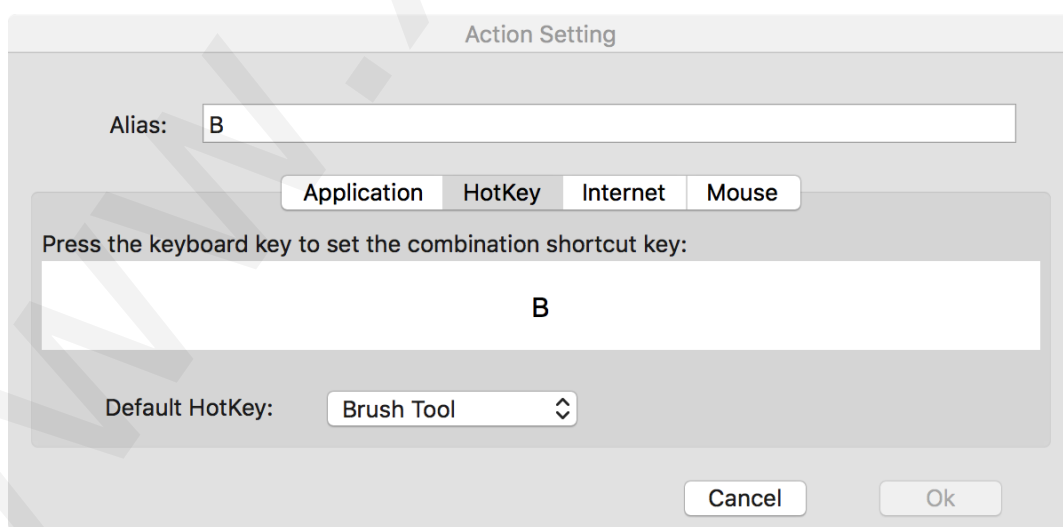 Action Setting
Alias: B
Application HotKey Internet Mouse
Press the keyboard key to set the combination shortcut key:
B
Default HotKey: Brush Tool
Cancel Ok